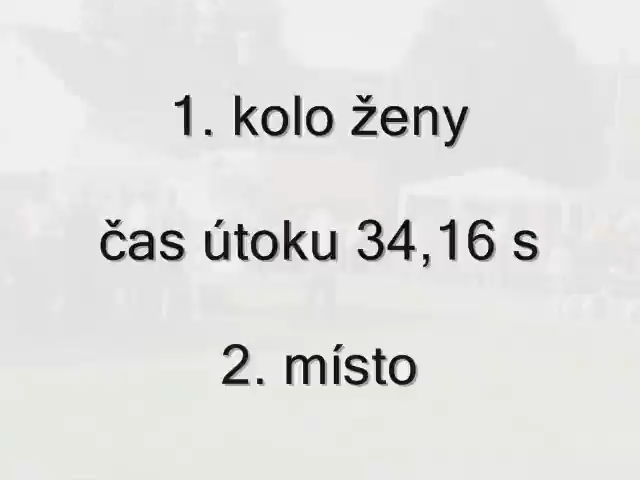 1. kolo ženy
čas útoku 34,16 s
2. místo